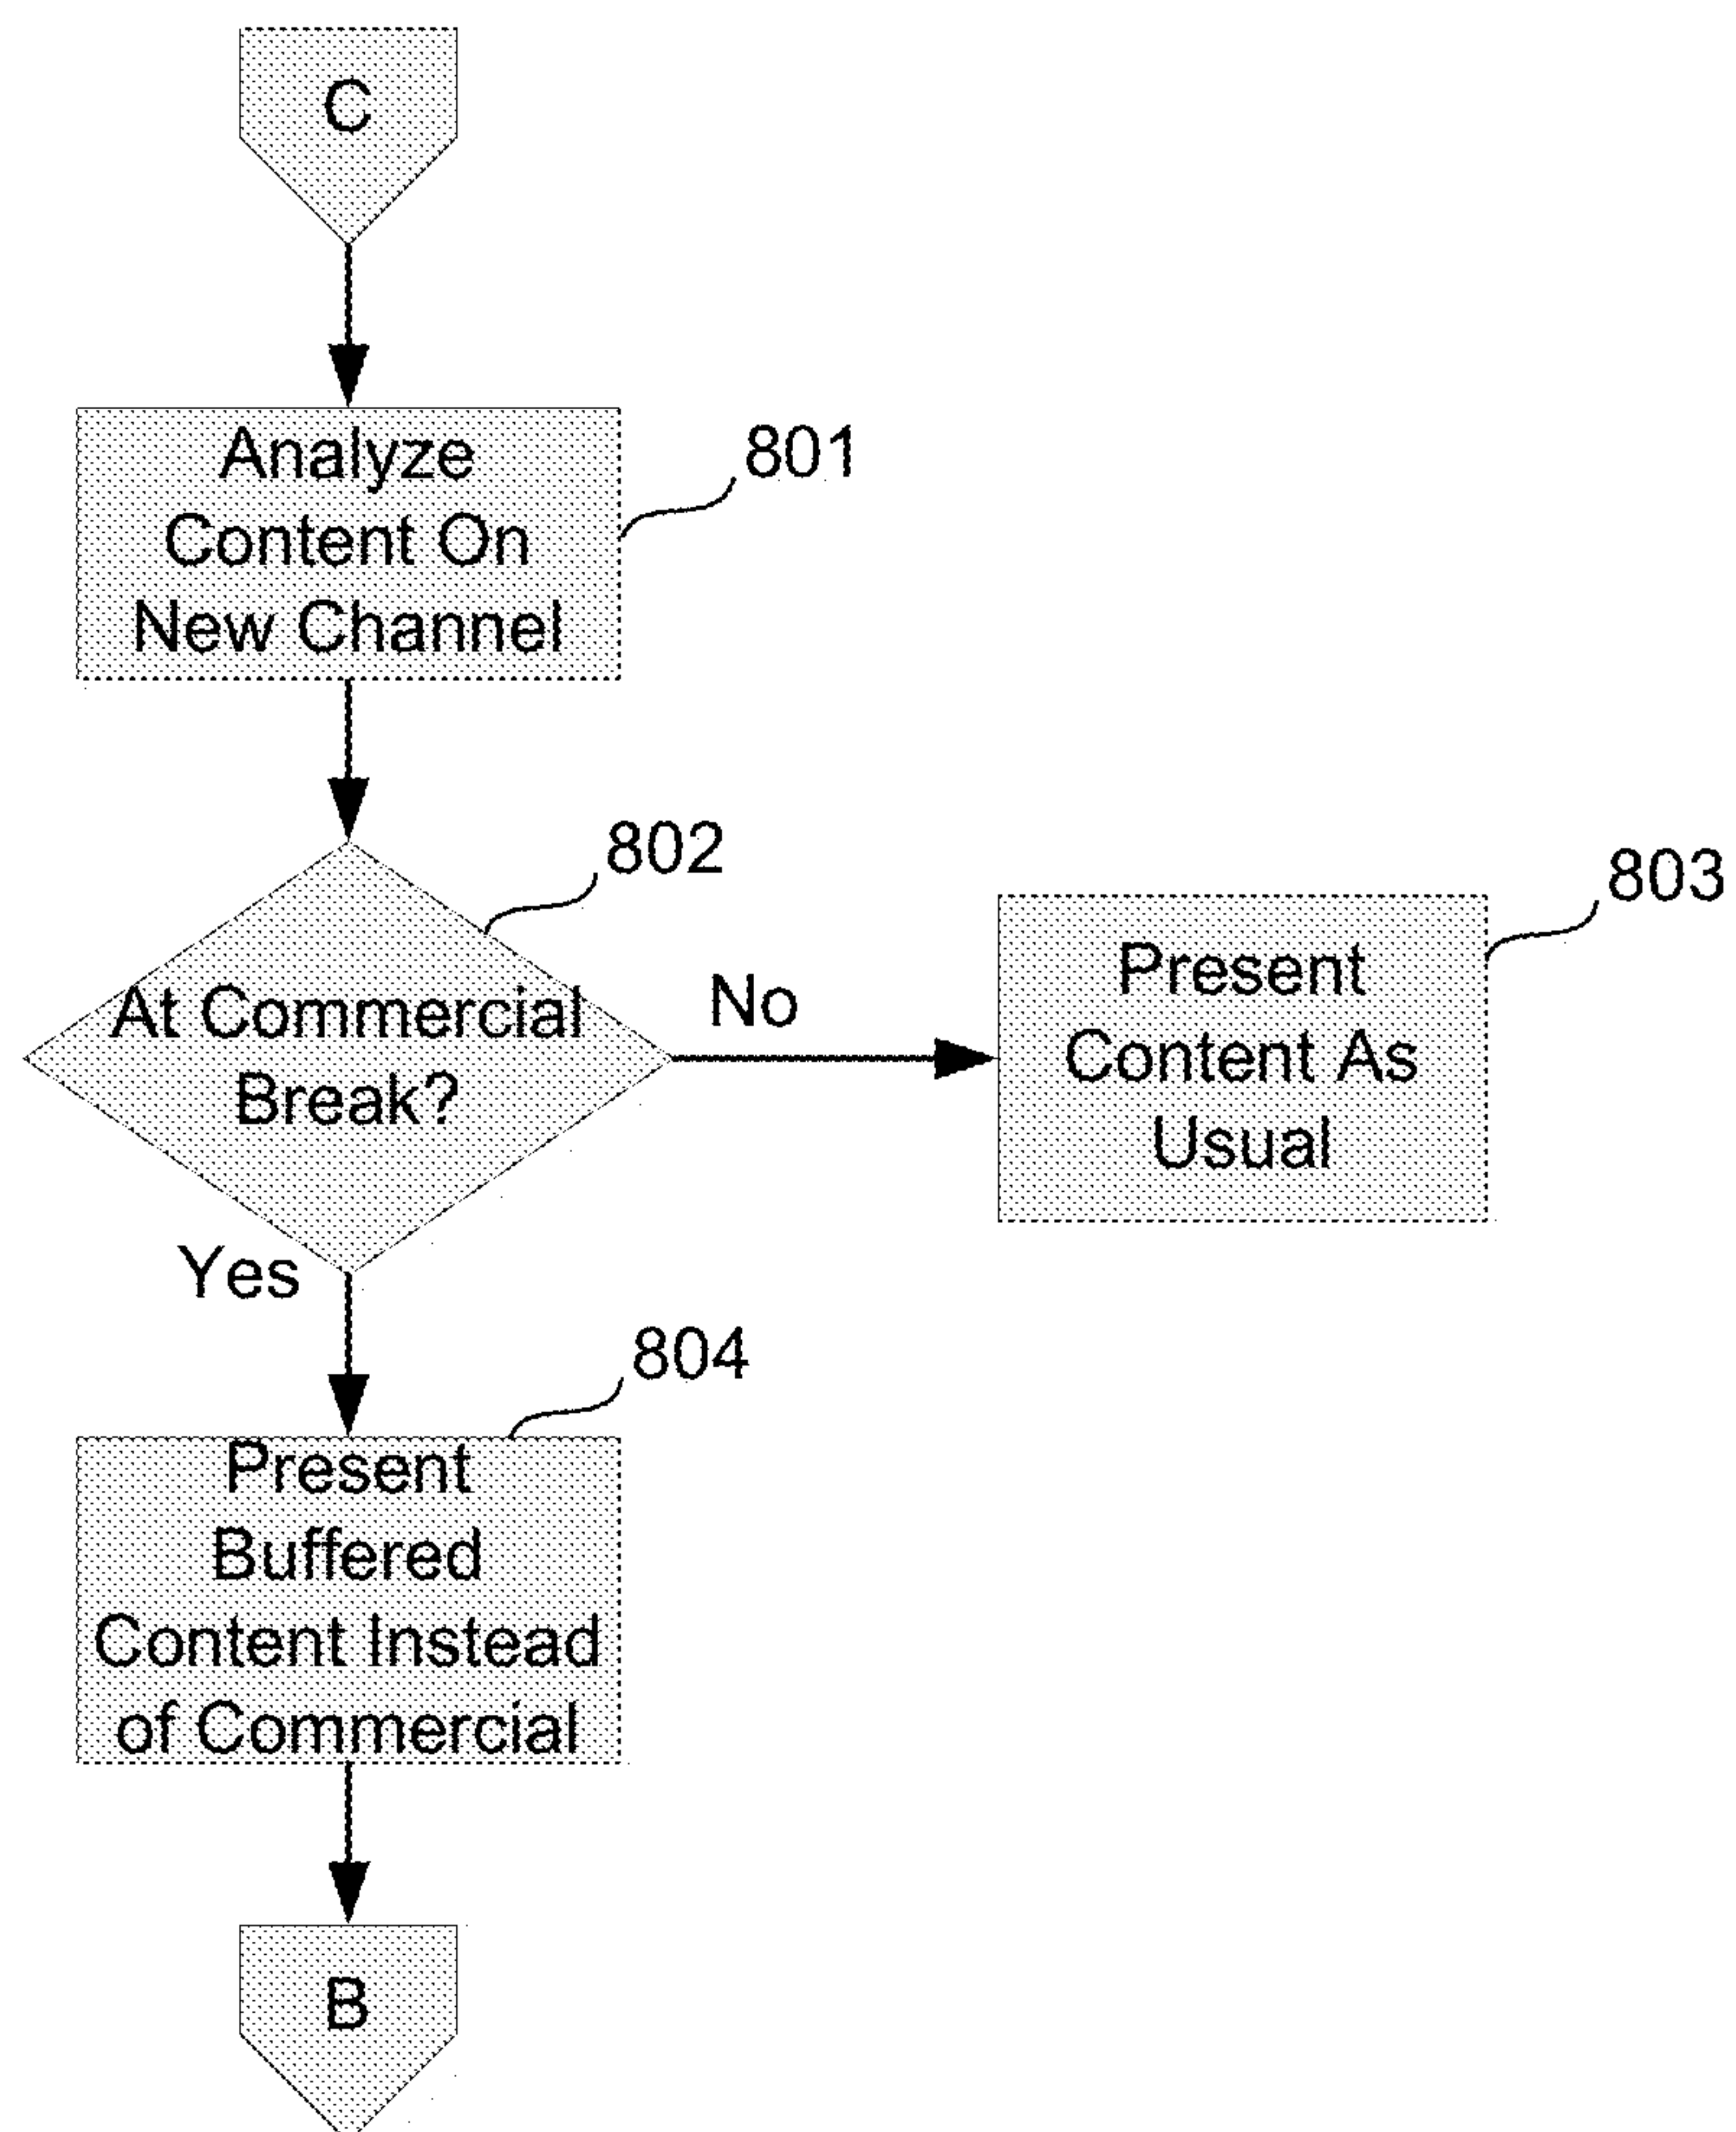 C
Analyze
Content On
New Channel
801
802
At Commercial
Break?
No
803
Present
Content As
Usual
Yes
804
Present
Buffered
Content Instead
of Commercial
B